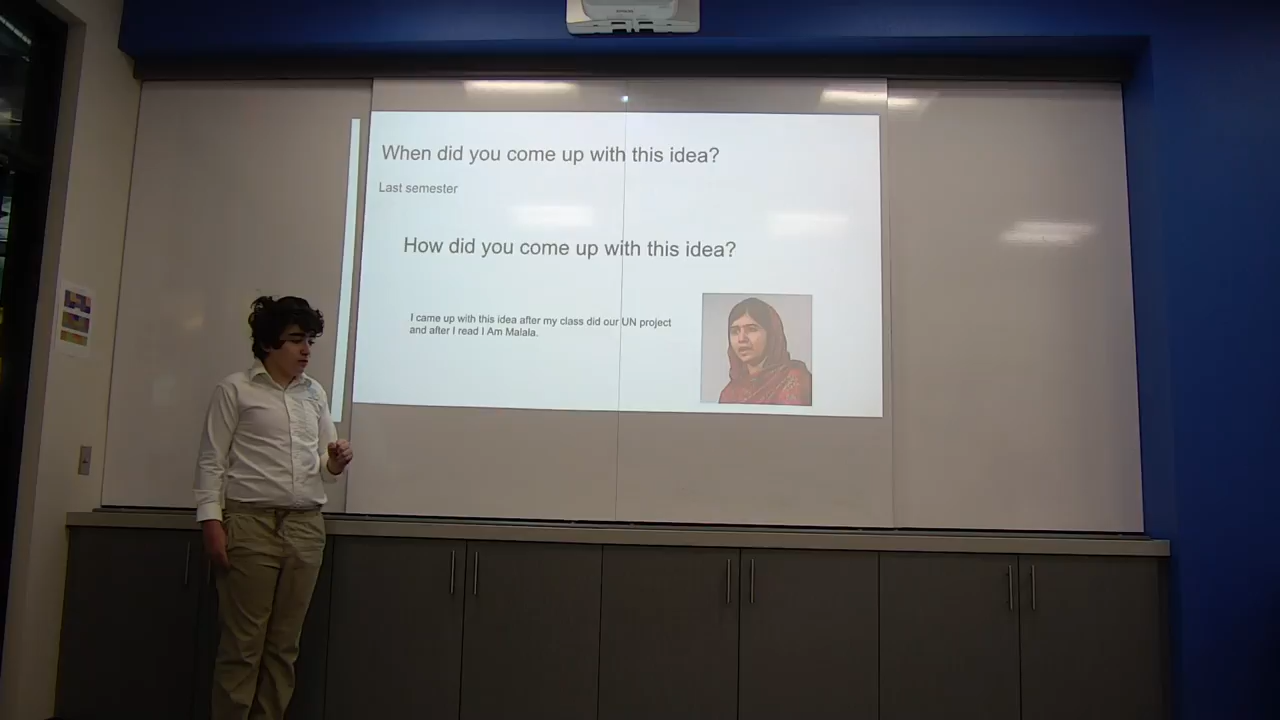 When did you come up with this idea?
Last semester
How did you come up with this idea?
I came up with this idea after my class did our UN project
and after I read I Am Malala.